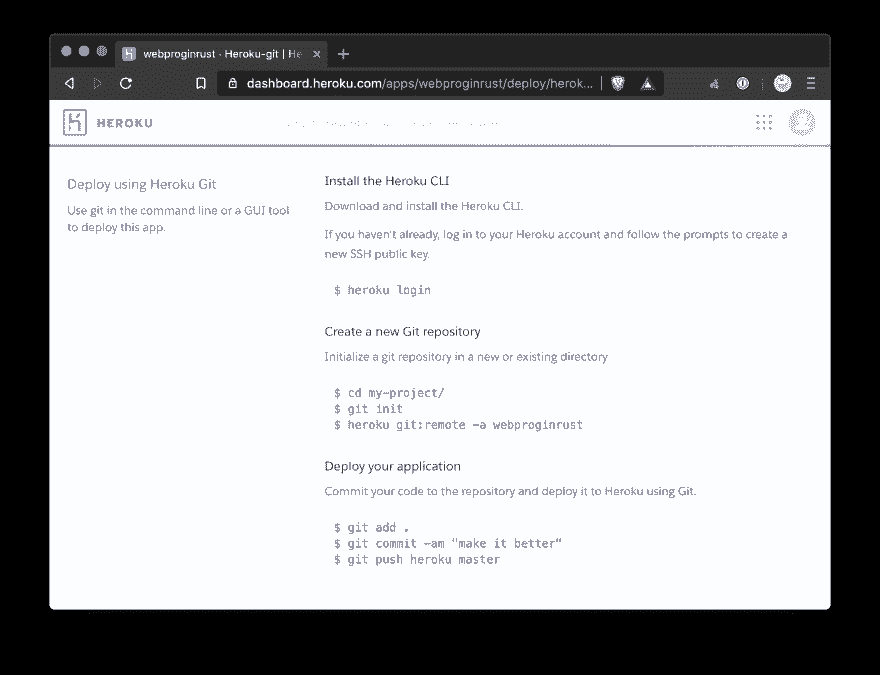 webproginrust · Heroku-git | He
dashboard.heroku.com/apps/webproginrust/deploy/herok...
HEROKU
Deploy using Heroku Git
Use git in the command line or a GUI tool
to deploy this app.
Install the Heroku CLI
Download and install the Heroku CLI.
If you haven't already, log in to your Heroku account and follow the prompts to create a
new SSH public key.
$ heroku login
Create a new Git repository
Initialize a git repository in a new or existing directory
$ cd my-project/
$ git init
$ heroku git:remote -a webproginrust
Deploy your application
Commit your code to the repository and deploy it to Heroku using Git.
$ git add .
$ git commit -am "make it better"
$ git push heroku master